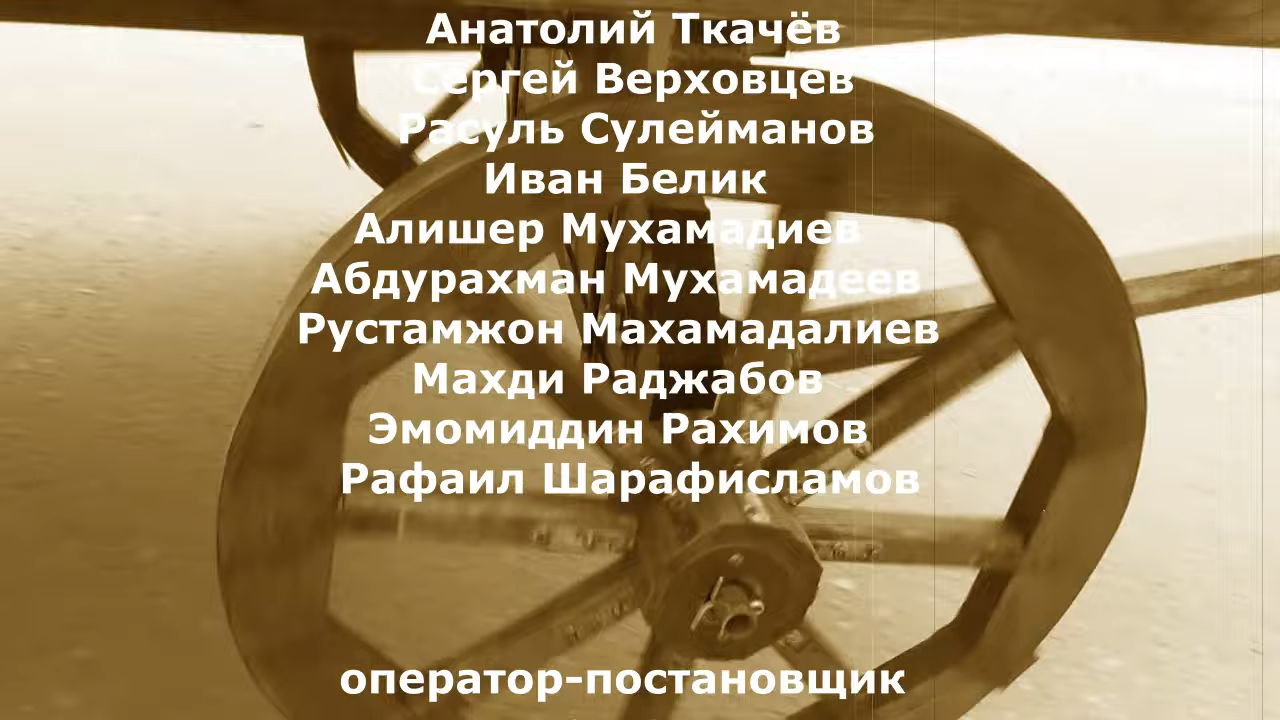 Анатолий Ткачёв
Сергей Верховцев
Расуль Сулейманов
Иван Белик
Алишер Мухамадиев
Абдурахман Мухамадеев
Рустамжон Махамадалиев
Махди Раджабов
Эмомиддин Рахимов
Рафаил Шарафисламов
оператор-постановщик